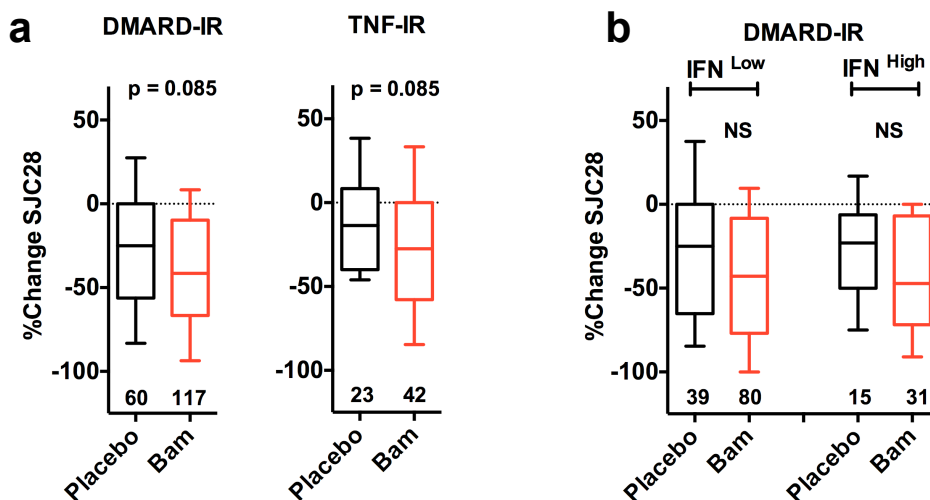 a
DMARD-IR
TNF-IR
p = 0.085
p = 0.085
%Change SJC28
50
0
-50
-100
60
117
Placebo
Bam
50
0
-50
-100
23
42
Placebo
Bam
b
DMARD-IR
IFN Low
IFN High
NS
NS
%Change SJC28
50
0
-50
-100
39
80
15
31
Placebo
Bam
Placebo
Bam